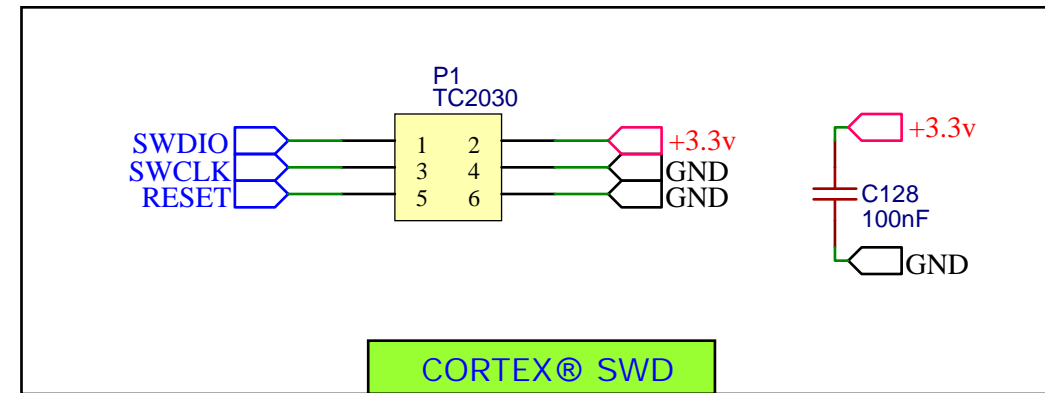 P1
TC2030
SWDIO 1 2 +3.3v
SWCLK 3 4 GND
RESET 5 6 GND
+3.3v
C128
100nF
GND
CORTEX® SWD